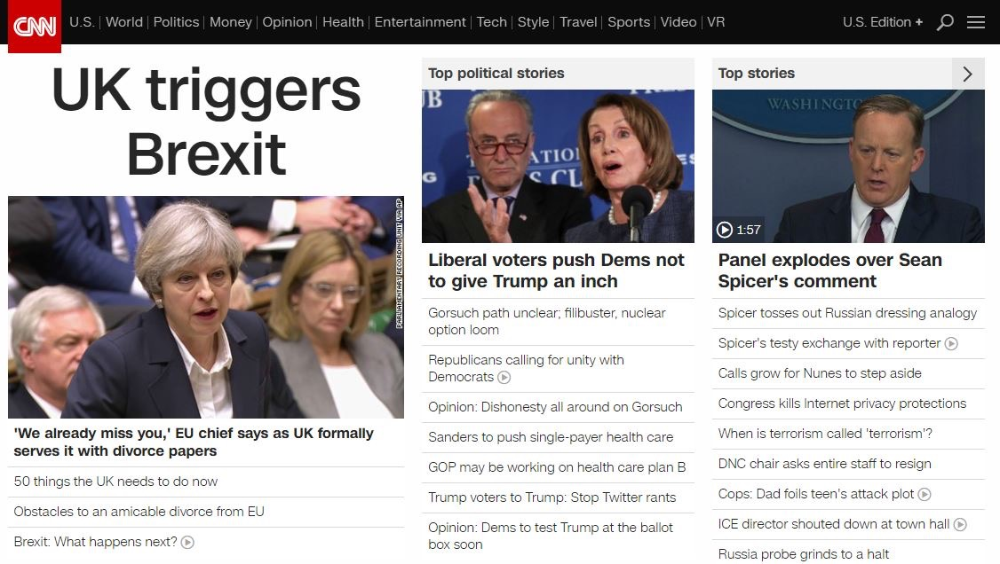 CNN
U.S. | World | Politics | Money | Opinion | Health | Entertainment | Tech | Style | Travel | Sports | Video | VR
U.S. Edition +
UK triggers
Brexit
PARLIAMENTARY RECORDING UNIT VIA AP
'We already miss you,' EU chief says as UK formally
serves it with divorce papers
50 things the UK needs to do now
Obstacles to an amicable divorce from EU
Brexit: What happens next?
Top political stories
Liberal voters push Dems not
to give Trump an inch
Gorsuch path unclear; filibuster, nuclear
option loom
Republicans calling for unity with
Democrats
Opinion: Dishonesty all around on Gorsuch
Sanders to push single-payer health care
GOP may be working on health care plan B
Trump voters to Trump: Stop Twitter rants
Opinion: Dems to test Trump at the ballot
box soon
Top stories
WASHINGTO
1:57
Panel explodes over Sean
Spicer's comment
Spicer tosses out Russian dressing analogy
Spicer's testy exchange with reporter
Calls grow for Nunes to step aside
Congress kills Internet privacy protections
When is terrorism called 'terrorism'?
DNC chair asks entire staff to resign
Cops: Dad foils teen's attack plot
ICE director shouted down at town hall
Russia probe grinds to a halt